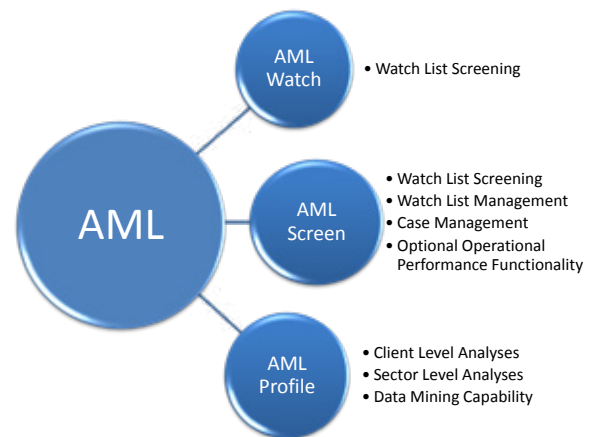 AML
AML
Watch
• Watch List Screening
AML
Screen
• Watch List Screening
• Watch List Management
• Case Management
• Optional Operational
Performance Functionality
AML
Profile
• Client Level Analyses
• Sector Level Analyses
• Data Mining Capability